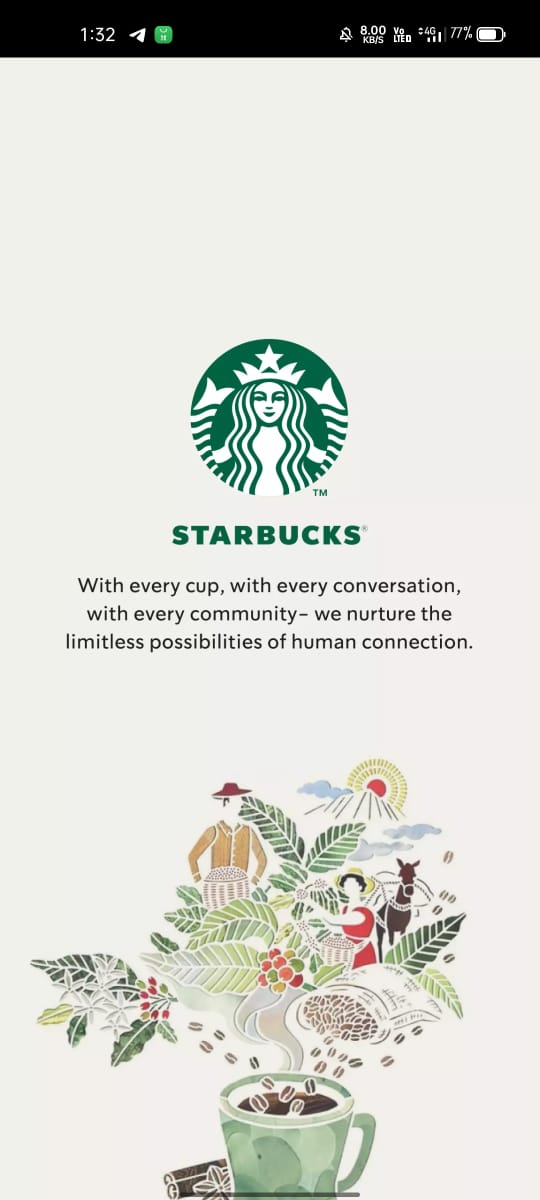 1:32 8.00 KB/S Vo LTE 4G 77%
TM
STARBUCKS®
With every cup, with every conversation,
with every community– we nurture the
limitless possibilities of human connection.